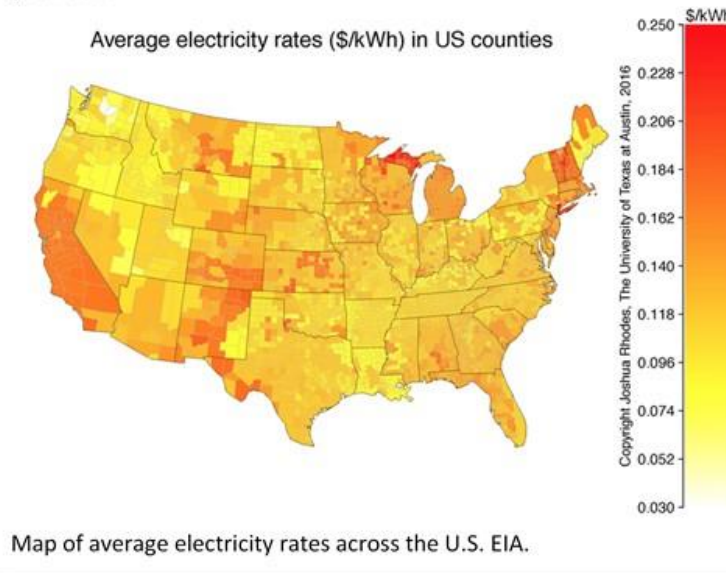 Average electricity rates ($/kWh) in US counties
$/kWh
0.250
0.228
0.206
0.184
0.162
0.140
0.118
0.096
0.074
0.052
0.030
Copyright Joshua Rhodes, The University of Texas at Austin, 2016
Map of average electricity rates across the U.S. EIA.